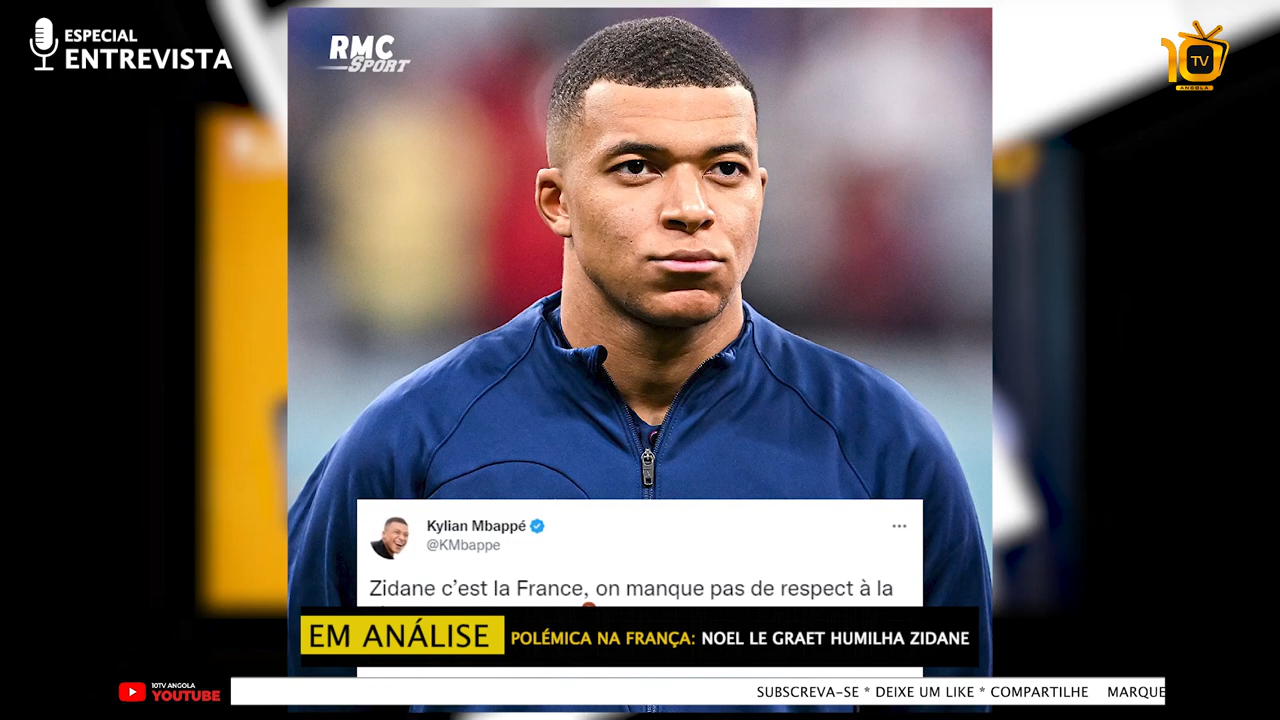 ESPECIAL
ENTREVISTA
RMC
SPORT
10 TV
ANGOLA
Kylian Mbappé
@KMbappe
Zidane c'est la France, on manque pas de respect à la
EM ANÁLISE
POLÉMICA NA FRANÇA: NOEL LE GRAET HUMILHA ZIDANE
10TV ANGOLA
YOUTUBE
SUBSCREVA-SE * DEIXE UM LIKE * COMPARTILHE MARQUE